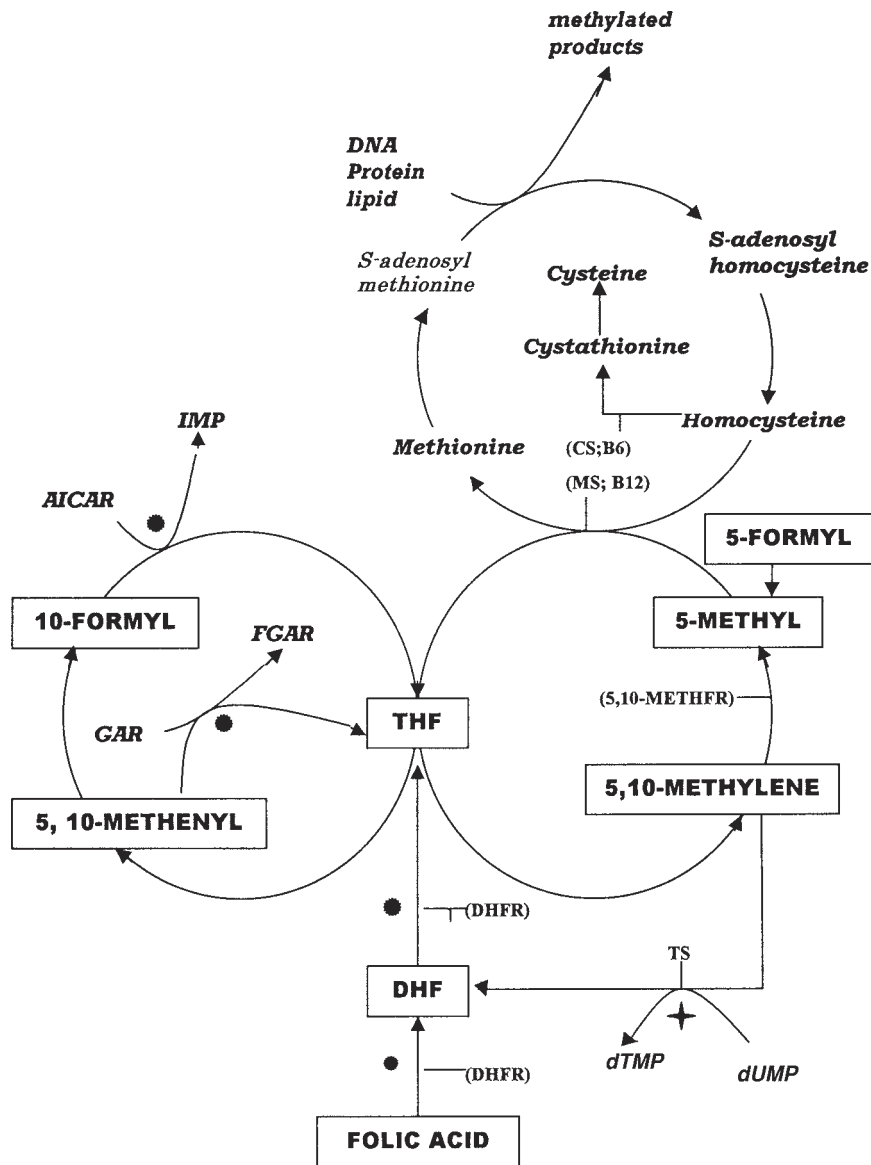 methylated
products
DNA
Protein
lipid
S-adenosyl
methionine
S-adenosyl
homocysteine
Cysteine
Cystathionine
Homocysteine
Methionine
(CS;B6)
(MS; B12)
IMP
AICAR
5-FORMYL
10-FORMYL
5-METHYL
FGAR
(5,10-METHFR)
GAR
THF
5,10-METHYLENE
5, 10-METHENYL
(DHFR)
TS
DHF
dTMP
dUMP
(DHFR)
FOLIC ACID